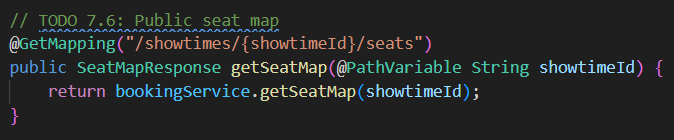 // TODO 7.6: Public seat map
@GetMapping("/showtimes/{showtimeId}/seats")
public SeatMapResponse getSeatMap(@PathVariable String showtimeId) {
    return bookingService.getSeatMap(showtimeId);
}